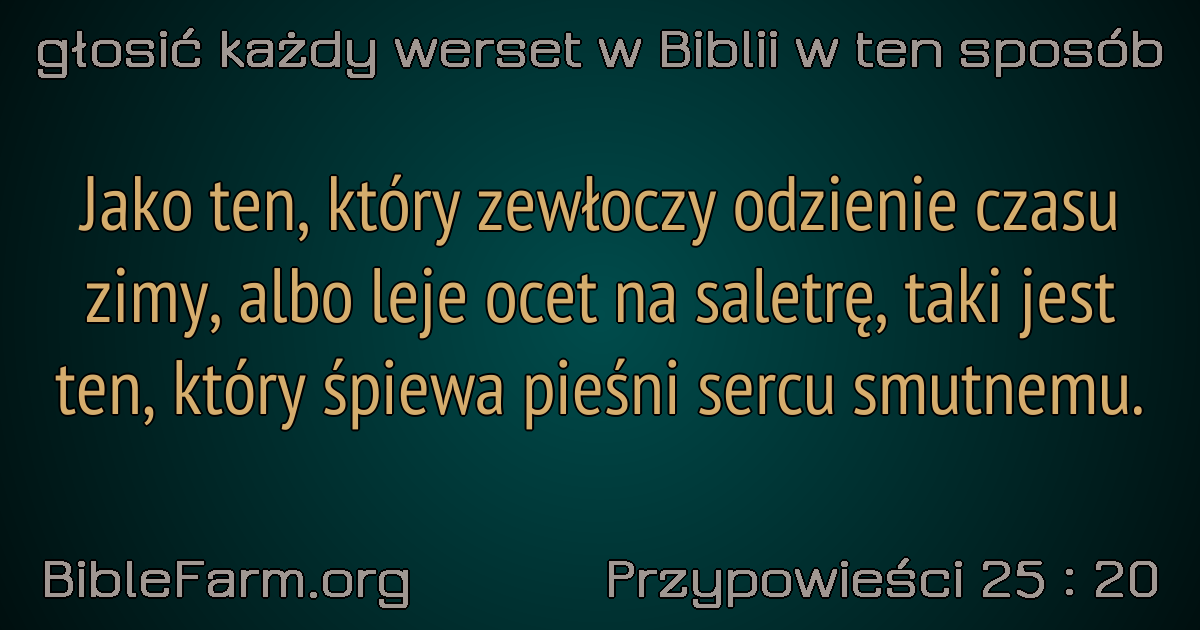 głosić każdy werset w Biblii w ten sposób
Jako ten, który zewłoczy odzienie czasu
zimy, albo leje ocet na saletrę, taki jest
ten, który śpiewa pieśni sercu smutnemu.
BibleFarm.org
Przypowieści 25 : 20